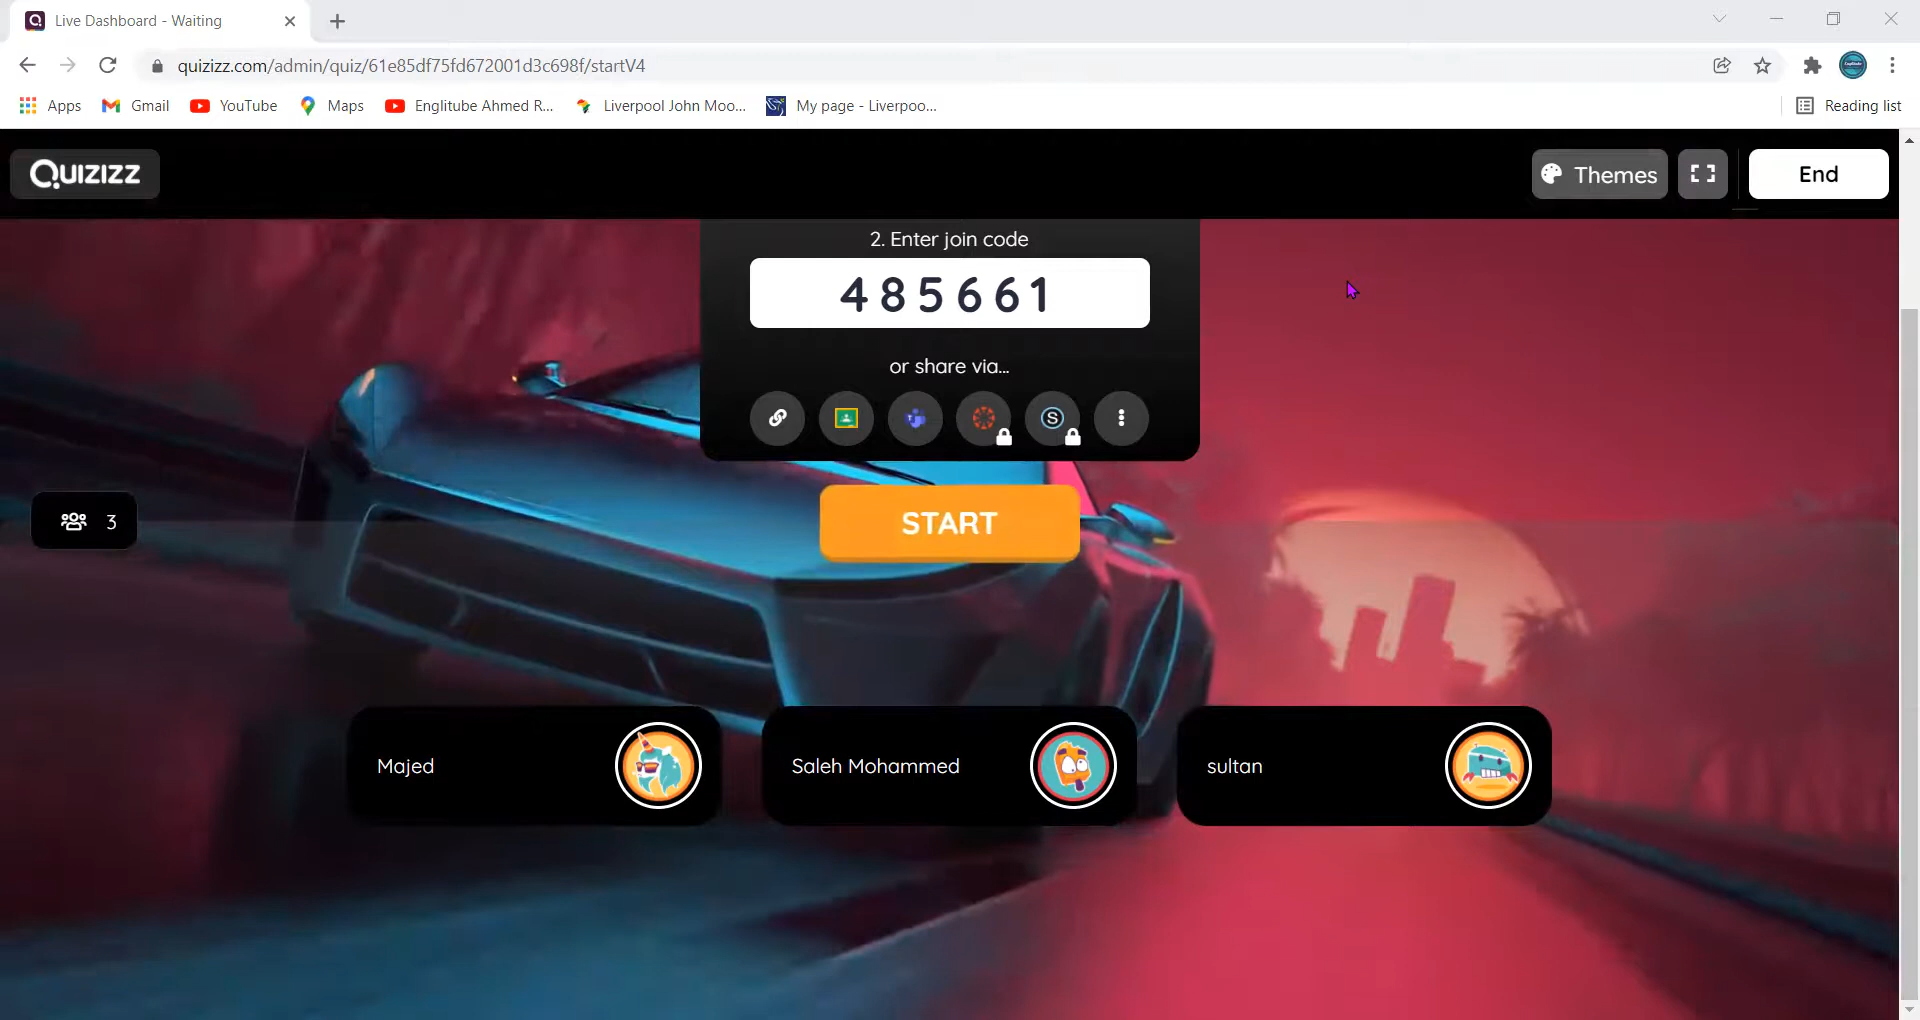 Live Dashboard - Waiting
quizizz.com/admin/quiz/61e85df75fd672001d3c698f/startV4
Apps Gmail YouTube Maps Englitube Ahmed R... Liverpool John Moo... My page - Liverpoo... Reading list
QUIZIZZ Themes End
2. Enter join code
485661
or share via...
START
3
Majed Saleh Mohammed sultan